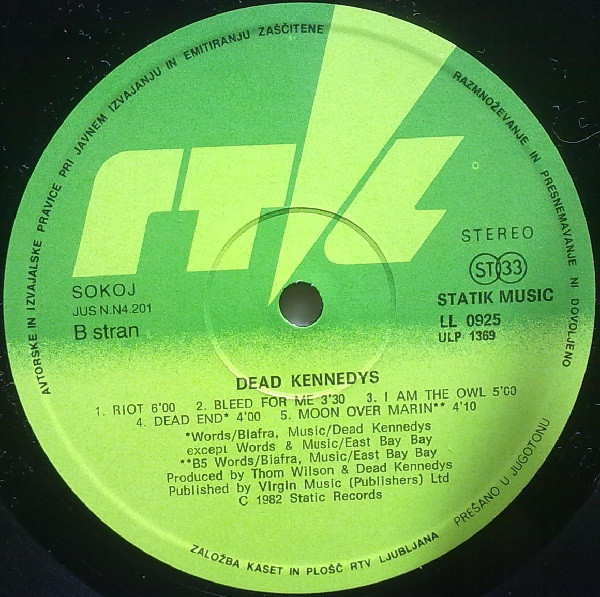 AVTORSKE IN IZVAJALSKE PRAVICE PRI JAVNEM IZVAJANJU IN EMITIRANJU ZAŠČITENE
RAZMNOŽEVANJE IN PRESNEMAVANJE NI DOVOLJENO
rtl
STEREO
ST 33
SOKOJ
JUS N.N4.201
B stran
STATIK MUSIC
LL 0925
ULP 1369
DEAD KENNEDYS
1. RIOT 6'00 2. BLEED FOR ME 3'30 3. I AM THE OWL 5'00
4. DEAD END* 4'00 5. MOON OVER MARIN** 4'10
*Words/Biafra, Music/Dead Kennedys
except Words & Music/East Bay Bay
**B5 Words/Biafra, Music/East Bay Bay
Produced by Thom Wilson & Dead Kennedys
Published by Virgin Music (Publishers) Ltd
C 1982 Static Records
PREŠANO U JUGOTONU
ZALOŽBA KASET IN PLOŠČ RTV LJUBLJANA